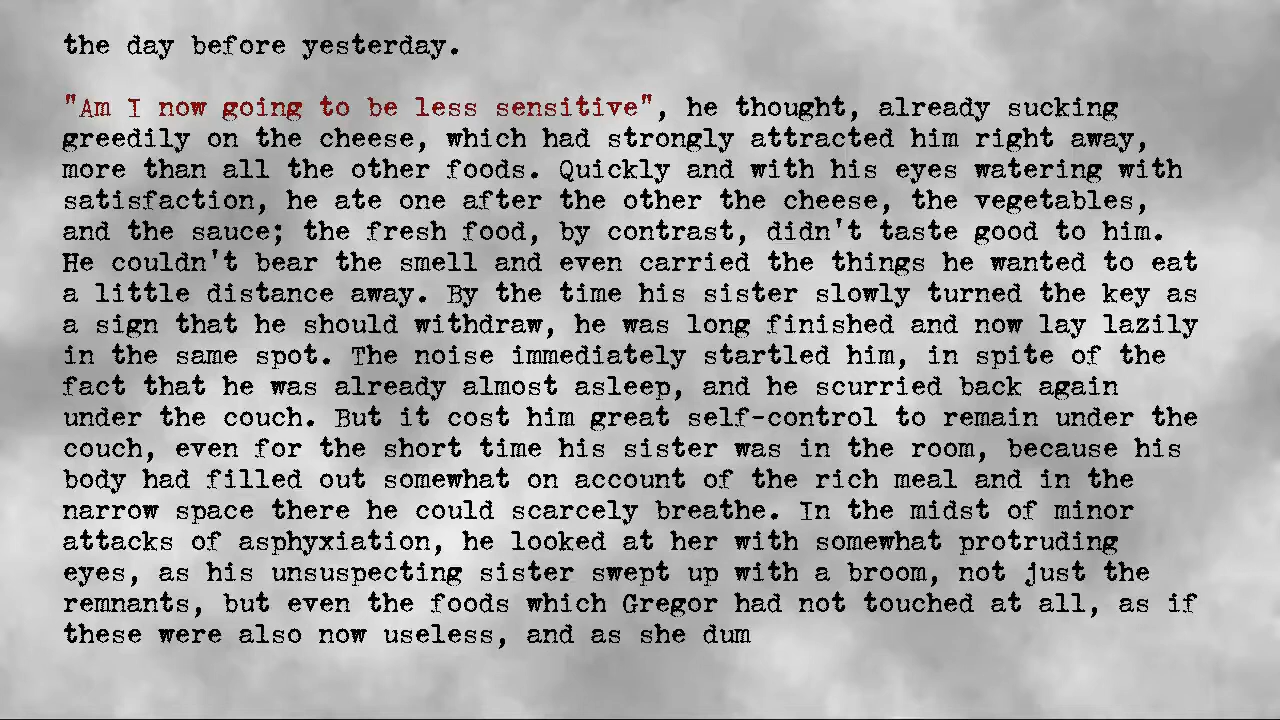 the day before yesterday.
"Am I now going to be less sensitive", he thought, already sucking
greedily on the cheese, which had strongly attracted him right away,
more than all the other foods. Quickly and with his eyes watering with
satisfaction, he ate one after the other the cheese, the vegetables,
and the sauce; the fresh food, by contrast, didn't taste good to him.
He couldn't bear the smell and even carried the things he wanted to eat
a little distance away. By the time his sister slowly turned the key as
a sign that he should withdraw, he was long finished and now lay lazily
in the same spot. The noise immediately startled him, in spite of the
fact that he was already almost asleep, and he scurried back again
under the couch. But it cost him great self-control to remain under the
couch, even for the short time his sister was in the room, because his
body had filled out somewhat on account of the rich meal and in the
narrow space there he could scarcely breathe. In the midst of minor
attacks of asphyxiation, he looked at her with somewhat protruding
eyes, as his unsuspecting sister swept up with a broom, not just the
remnants, but even the foods which Gregor had not touched at all, as if
these were also now useless, and as she dum